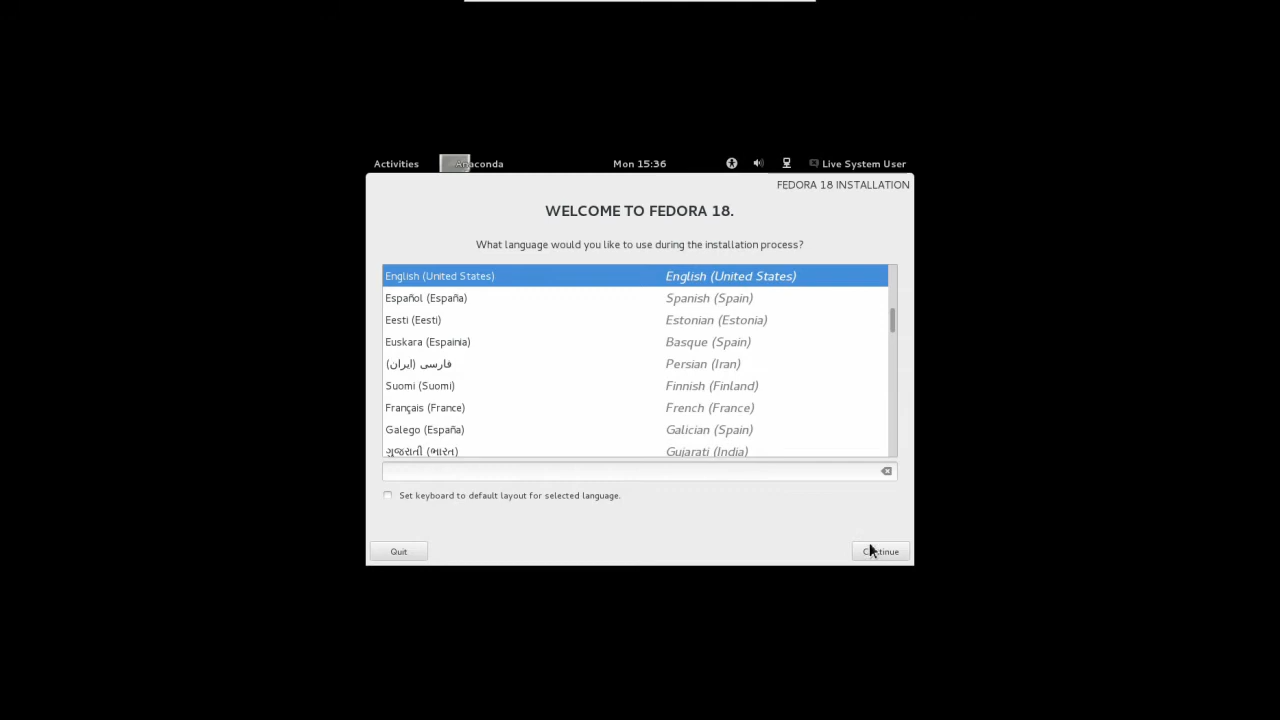 Activities Anaconda Mon 15:36 Live System User
FEDORA 18 INSTALLATION
WELCOME TO FEDORA 18.
What language would you like to use during the installation process?
English (United States) English (United States)
Español (España) Spanish (Spain)
Eesti (Eesti) Estonian (Estonia)
Euskara (Espainia) Basque (Spain)
فارسی (ایران) Persian (Iran)
Suomi (Suomi) Finnish (Finland)
Français (France) French (France)
Galego (España) Galician (Spain)
ગુજરાતી (ભારત) Gujarati (India)
Set keyboard to default layout for selected language.
Quit Continue